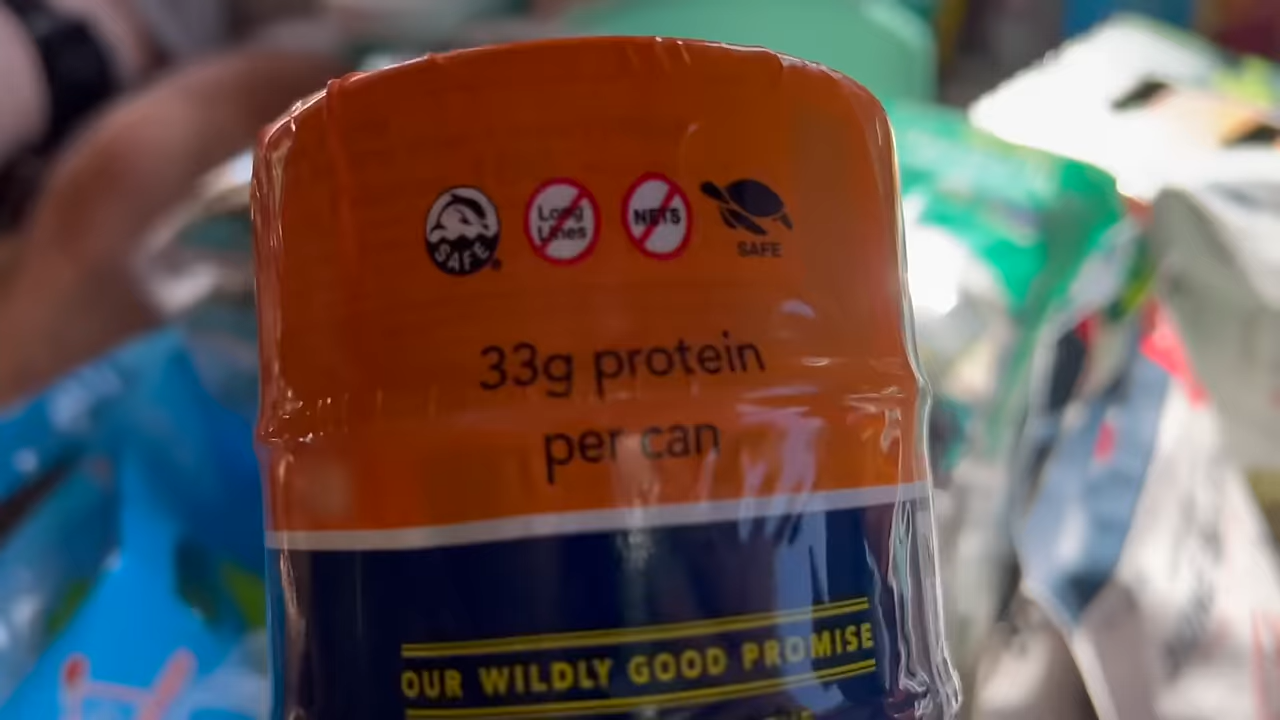 SAFE
Long
Lines
NETS
SAFE
33g protein
per can
OUR WILDLY GOOD PROMISE